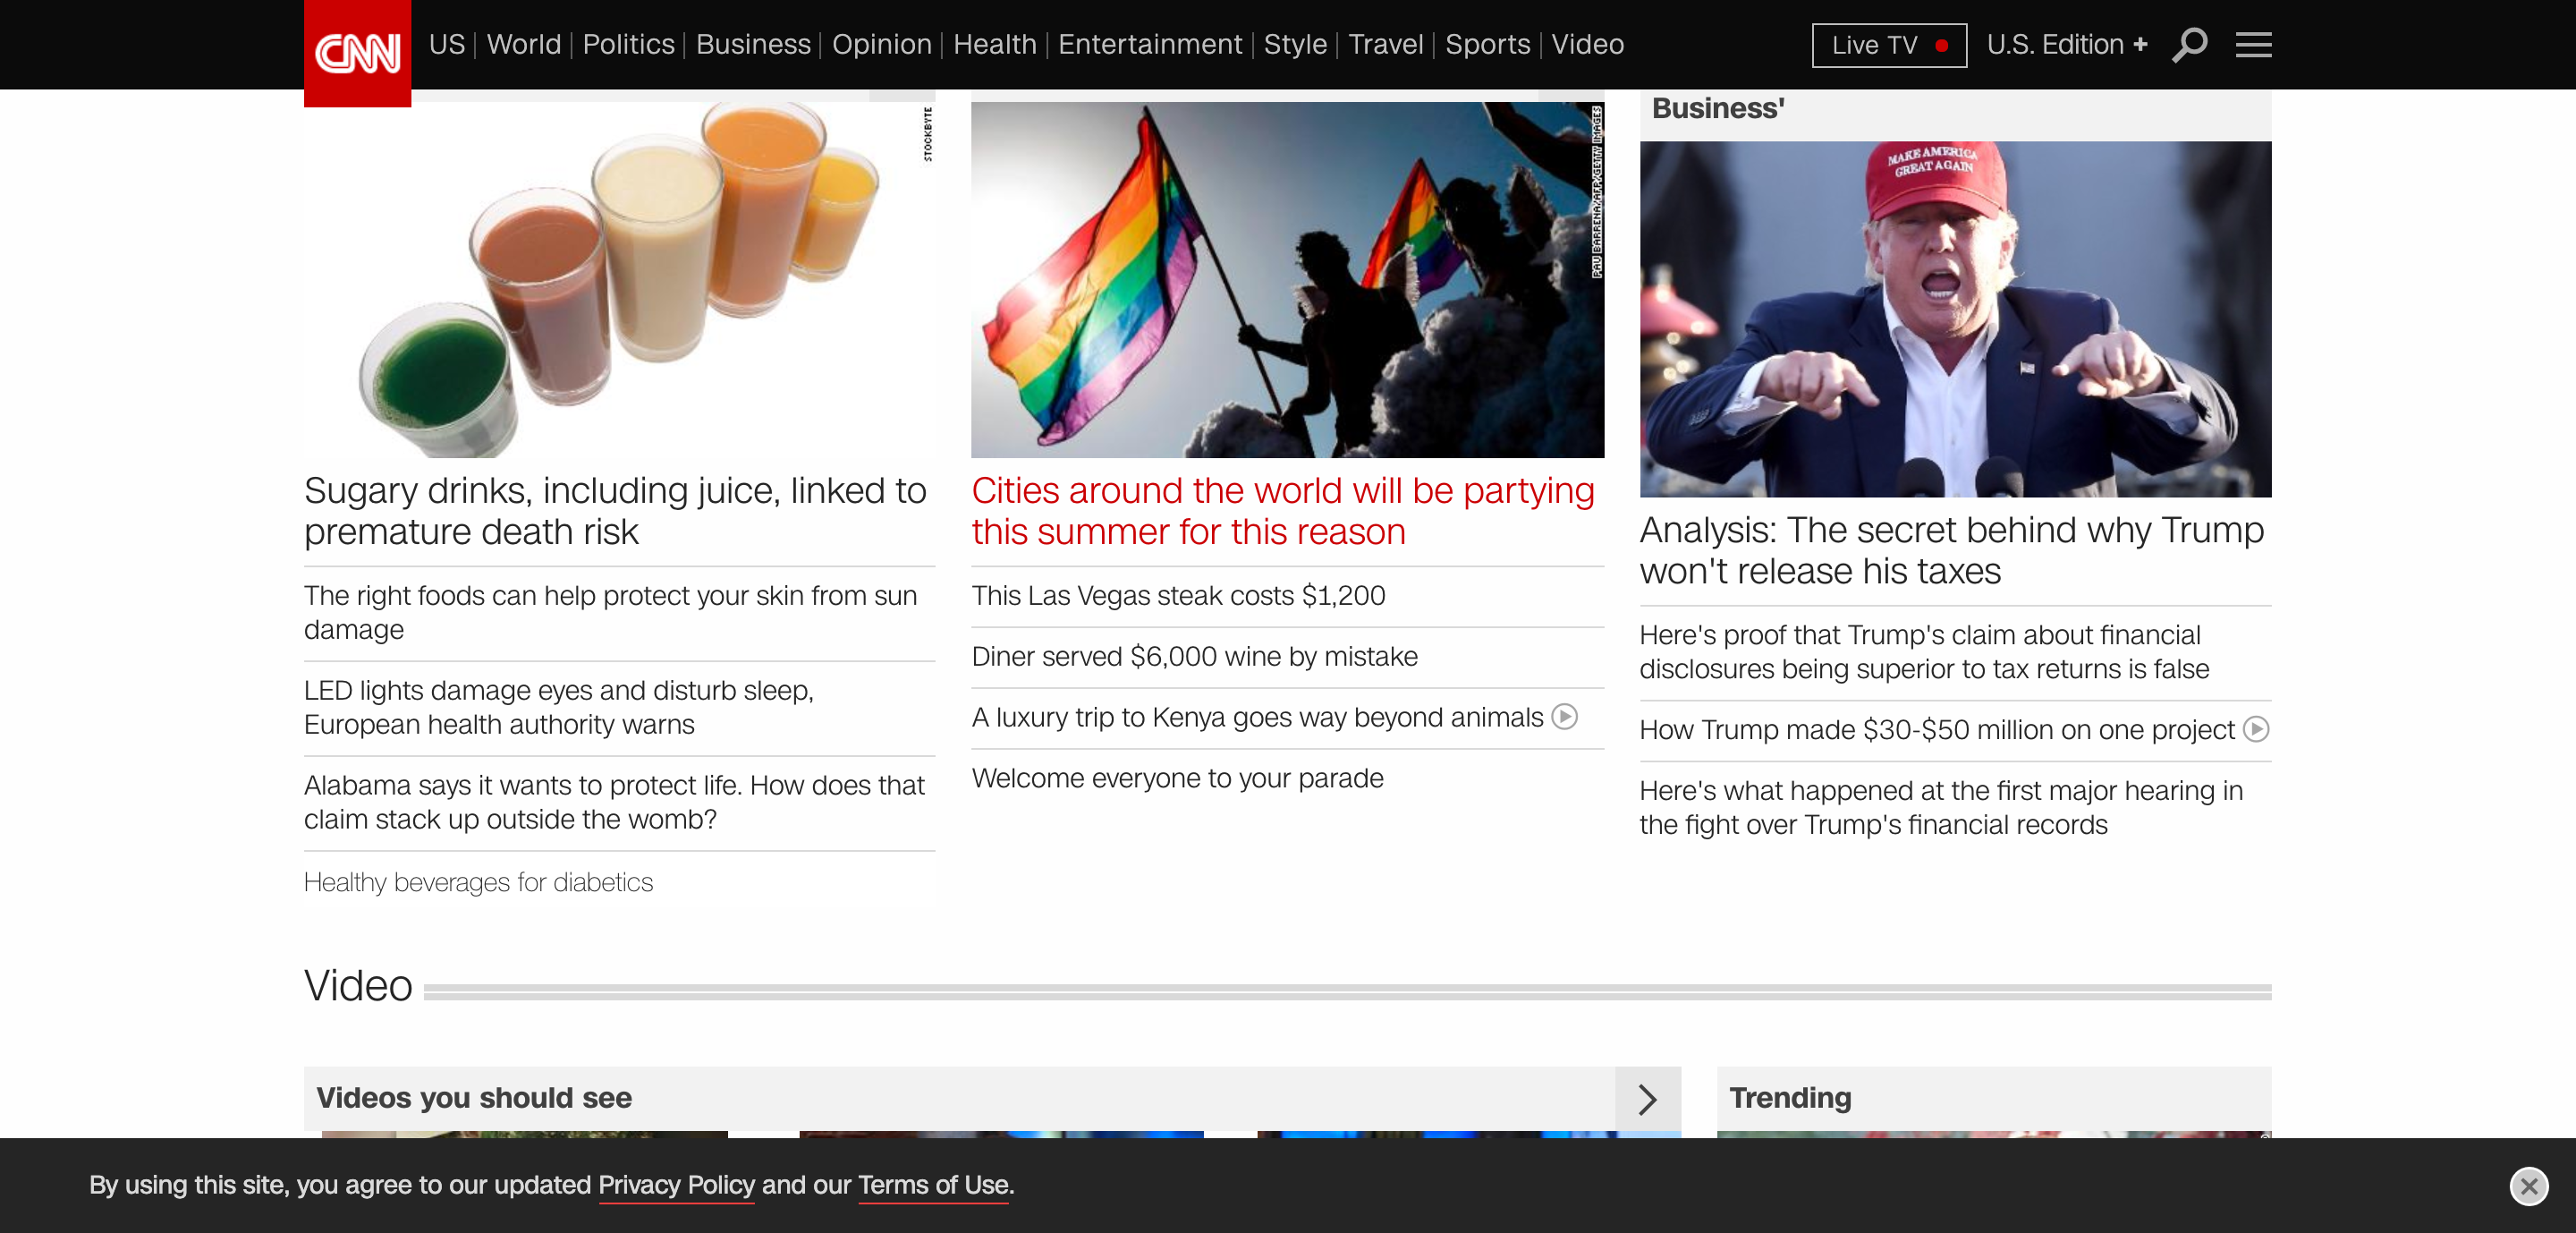 CNN
US
World
Politics
Business
Opinion
Health
Entertainment
Style
Travel
Sports
Video
Live TV
U.S. Edition +
STOCKBYTE
Sugary drinks, including juice, linked to
premature death risk
The right foods can help protect your skin from sun
damage
LED lights damage eyes and disturb sleep,
European health authority warns
Alabama says it wants to protect life. How does that
claim stack up outside the womb?
Healthy beverages for diabetics
PAU BARRENA/AFP/GETTY IMAGES
Cities around the world will be partying
this summer for this reason
This Las Vegas steak costs $1,200
Diner served $6,000 wine by mistake
A luxury trip to Kenya goes way beyond animals
Welcome everyone to your parade
Business'
MAKE AMERICA
GREAT AGAIN
Analysis: The secret behind why Trump
won't release his taxes
Here's proof that Trump's claim about financial
disclosures being superior to tax returns is false
How Trump made $30-$50 million on one project
Here's what happened at the first major hearing in
the fight over Trump's financial records
Video
Videos you should see
Trending
By using this site, you agree to our updated Privacy Policy and our Terms of Use.